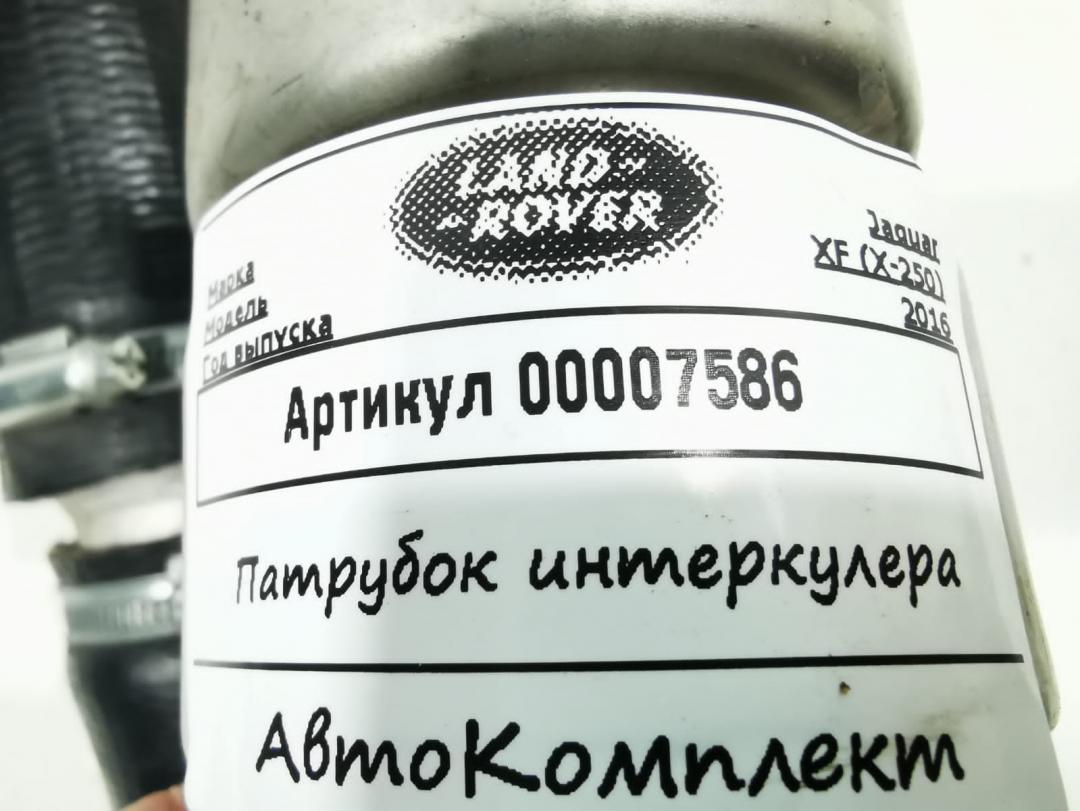 LAND-
-ROVER
Марка Jaguar
Модель XF (X-250)
Год выпуска 2016
Артикул 00007586
Патрубок интеркулера
АвтоКомплект